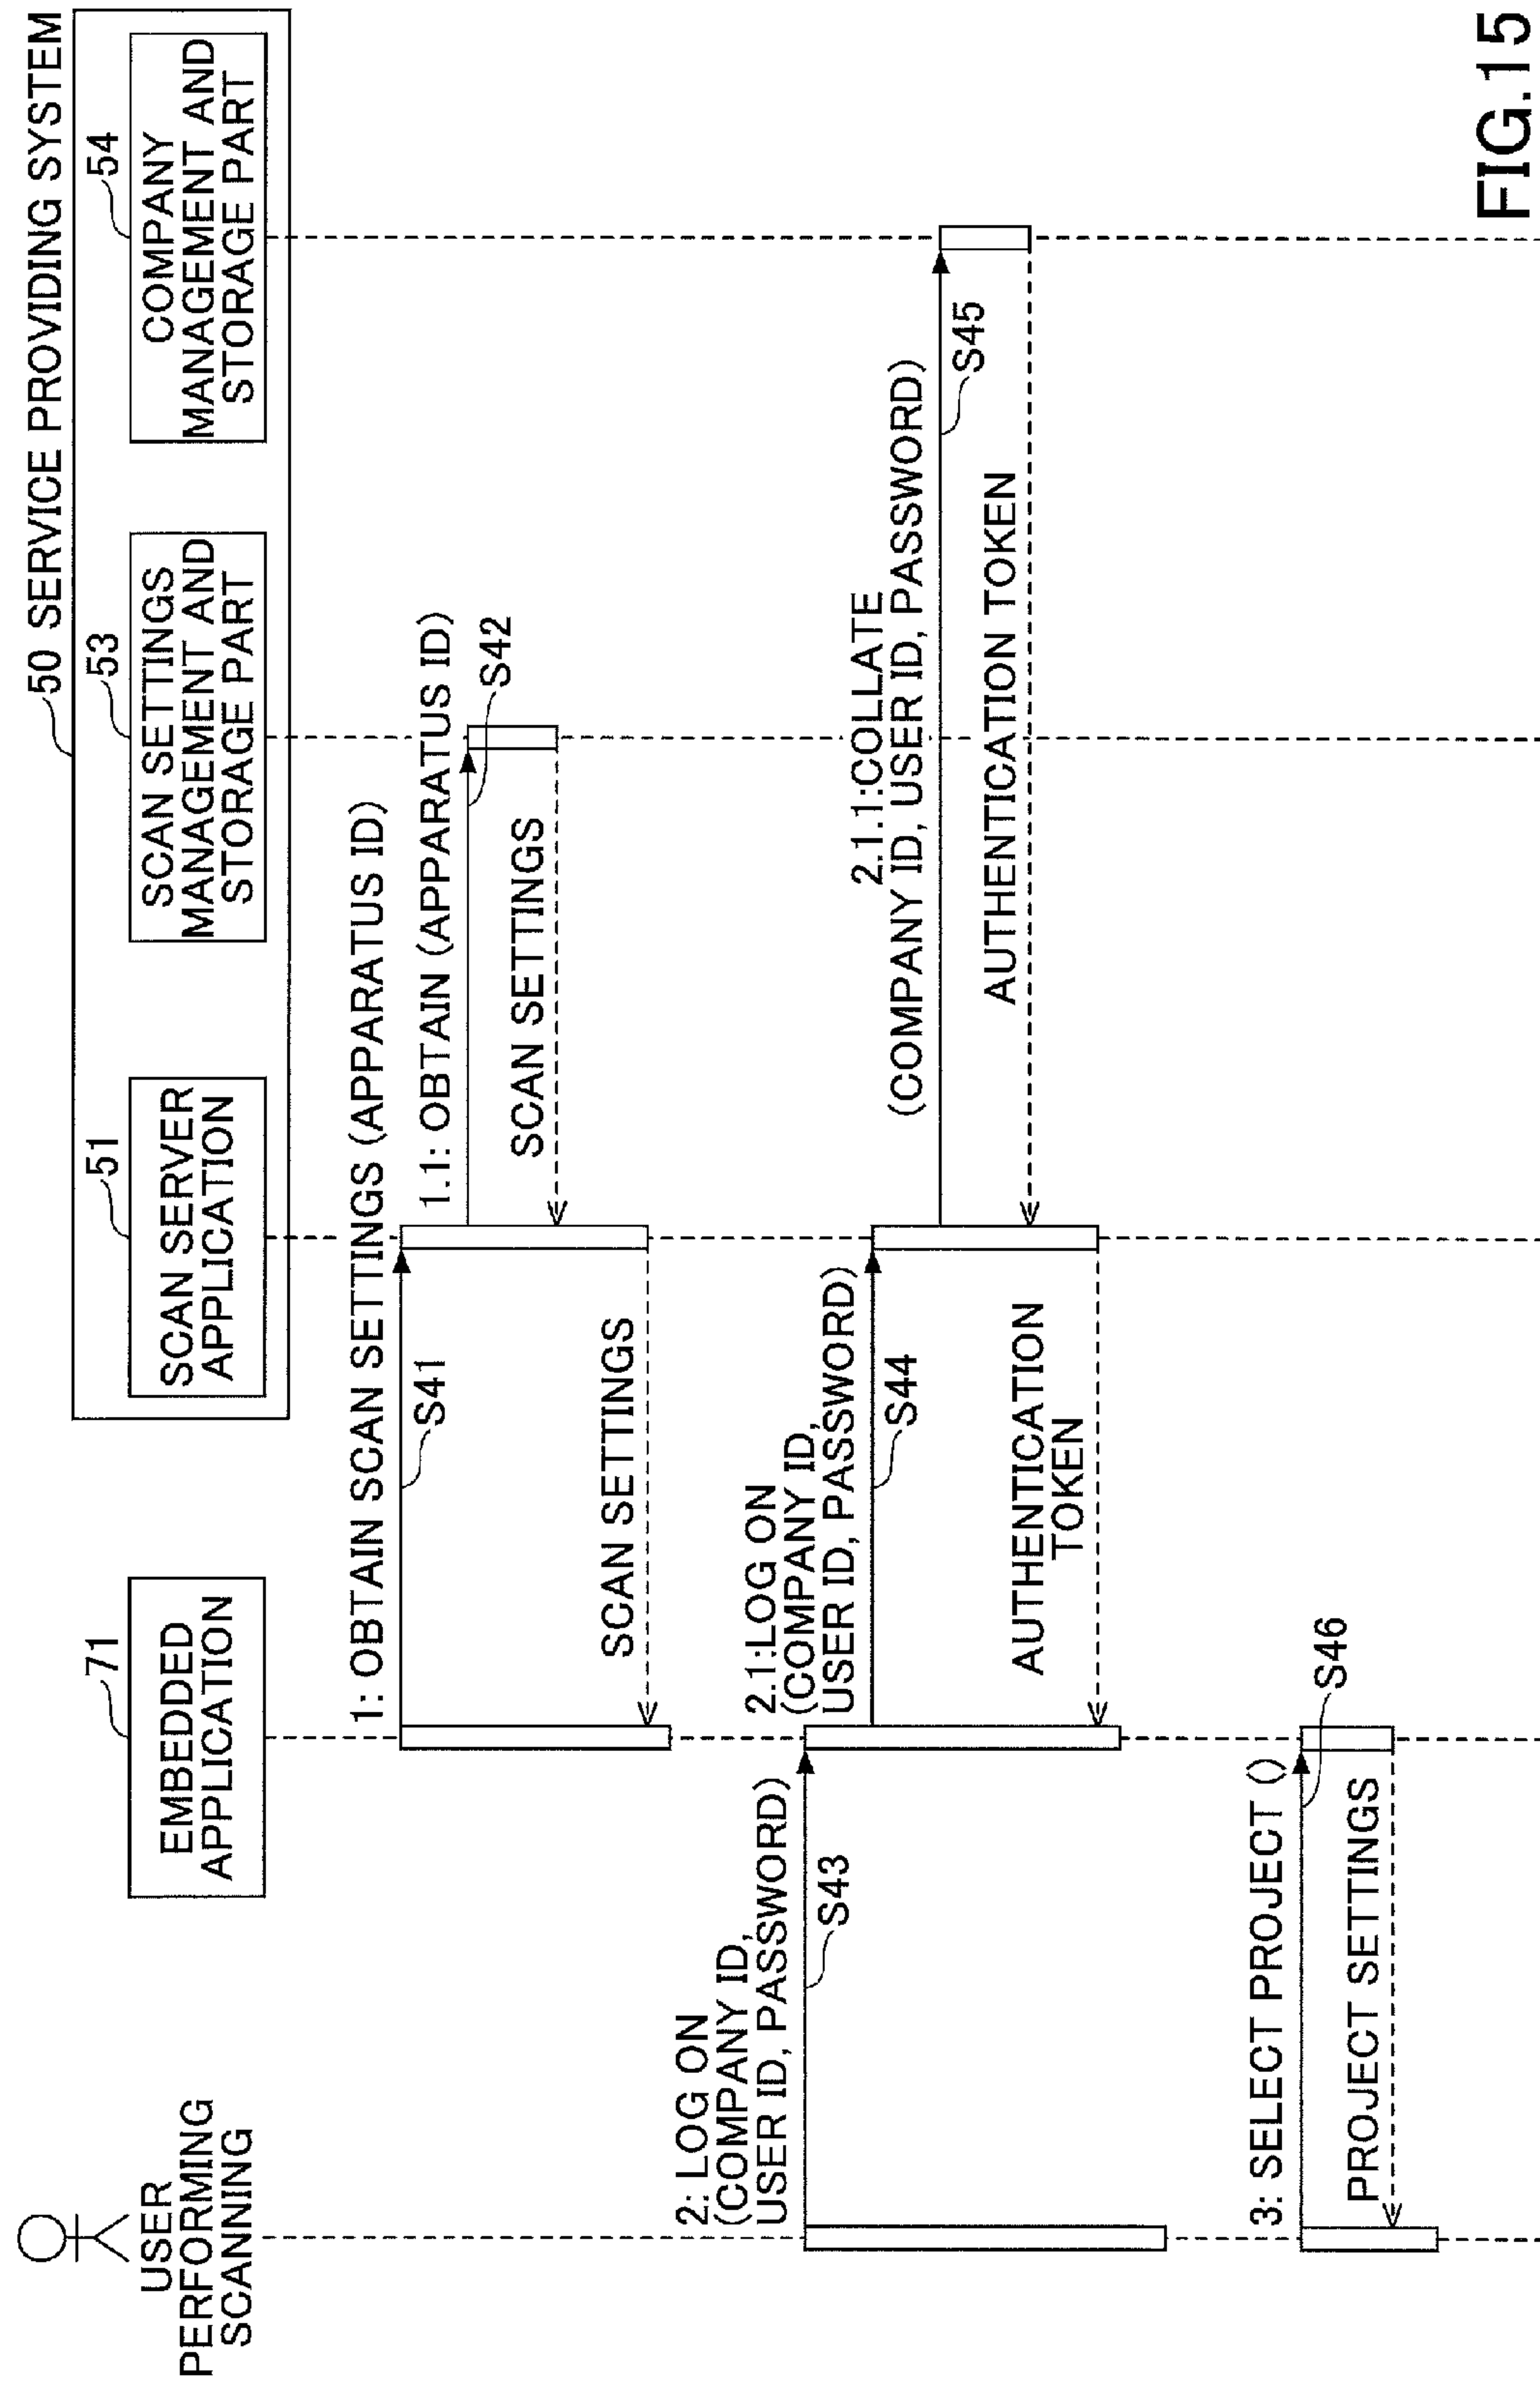 50 SERVICE PROVIDING SYSTEM
USER
PERFORMING
SCANNING
71
EMBEDDED
APPLICATION
51
SCAN SERVER
APPLICATION
53
SCAN SETTINGS
MANAGEMENT AND
STORAGE PART
54
COMPANY
MANAGEMENT AND
STORAGE PART
1: OBTAIN SCAN SETTINGS (APPARATUS ID)
S41
1.1: OBTAIN (APPARATUS ID)
S42
SCAN SETTINGS
SCAN SETTINGS
2: LOG ON
(COMPANY ID,
USER ID, PASSWORD)
S43
2.1:LOG ON
(COMPANY ID,
USER ID, PASSWORD)
S44
2.1.1:COLLATE
(COMPANY ID, USER ID, PASSWORD)
S45
AUTHENTICATION TOKEN
AUTHENTICATION
TOKEN
3: SELECT PROJECT ()
S46
PROJECT SETTINGS
FIG.15